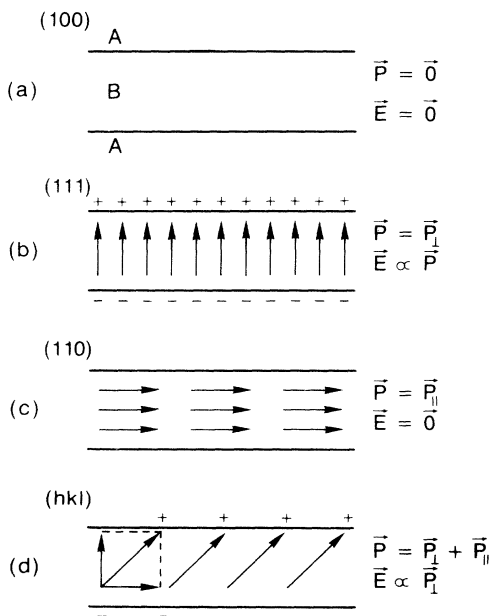 (100)
A
(a)
B
P⃗ = 0⃗
E⃗ = 0⃗
A
(111)
+ + + + + + + + + + +
(b)
P⃗ = P⃗⊥
E⃗ ∝ P⃗
− − − − − − − − − − −
(110)
(c)
P⃗ = P⃗||
E⃗ = 0⃗
(hkl)
+ + + +
(d)
P⃗ = P⃗⊥ + P⃗||
E⃗ ∝ P⃗⊥